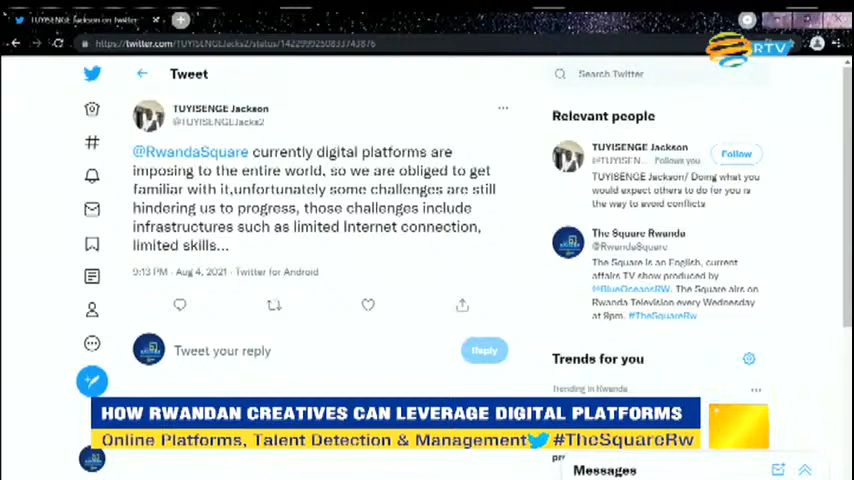 TUYISENGE Jackson on Twitter
https://twitter.com/TUYISENGEJacks2/status/1422999250833743876
RTV
Tweet
Search Twitter
TUYISENGE Jackson
@TUYISENGEJacks2
@RwandaSquare currently digital platforms are
imposing to the entire world, so we are obliged to get
familiar with it,unfortunately some challenges are still
hindering us to progress, those challenges include
infrastructures such as limited Internet connection,
limited skills...
9:13 PM · Aug 4, 2021 · Twitter for Android
Tweet your reply
Reply
Relevant people
TUYISENGE Jackson
@TUYISEN... Follows you
Follow
TUYISENGE Jackson/ Doing what you
would expect others to do for you is
the way to avoid conflicts
The Square Rwanda
@RwandaSquare
The Square is an English, current
affairs TV show produced by
@BlueOceansRW. The Square airs on
Rwanda Television every Wednesday
at 9pm. #TheSquareRw
Trends for you
Trending in Rwanda
HOW RWANDAN CREATIVES CAN LEVERAGE DIGITAL PLATFORMS
Online Platforms, Talent Detection & Management #TheSquareRw
Messages